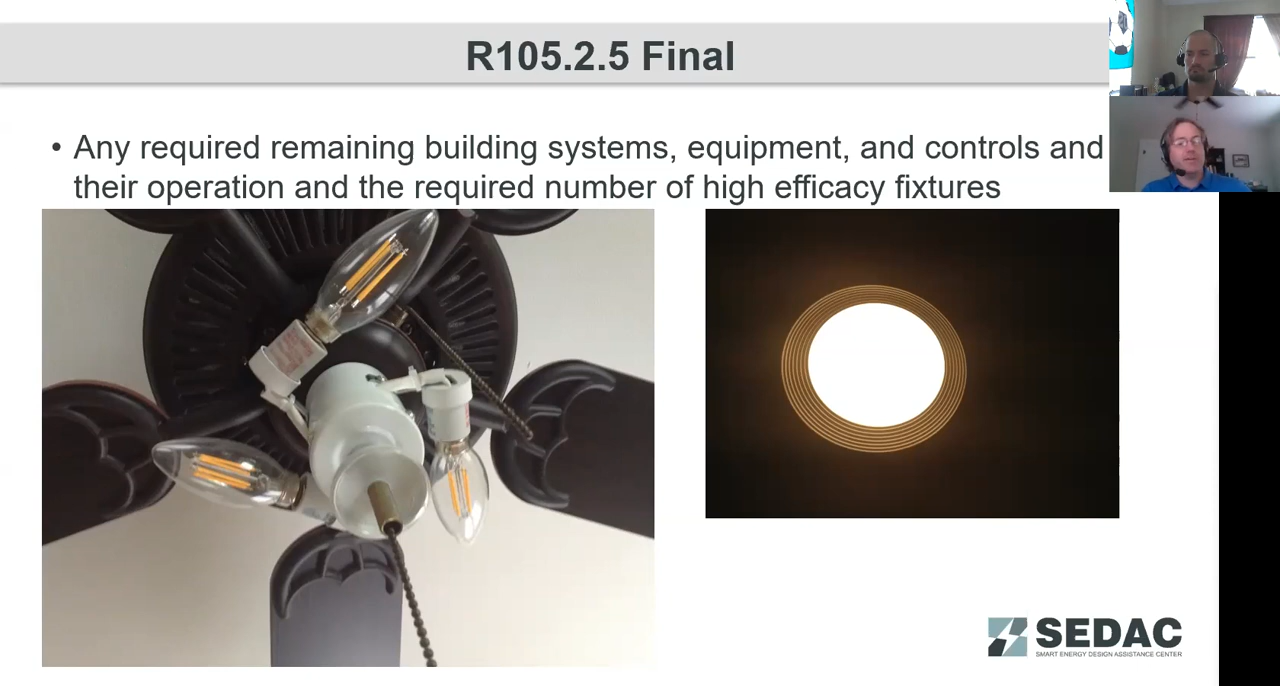 R105.2.5 Final
• Any required remaining building systems, equipment, and controls and
their operation and the required number of high efficacy fixtures
SEDAC
SMART ENERGY DESIGN ASSISTANCE CENTER